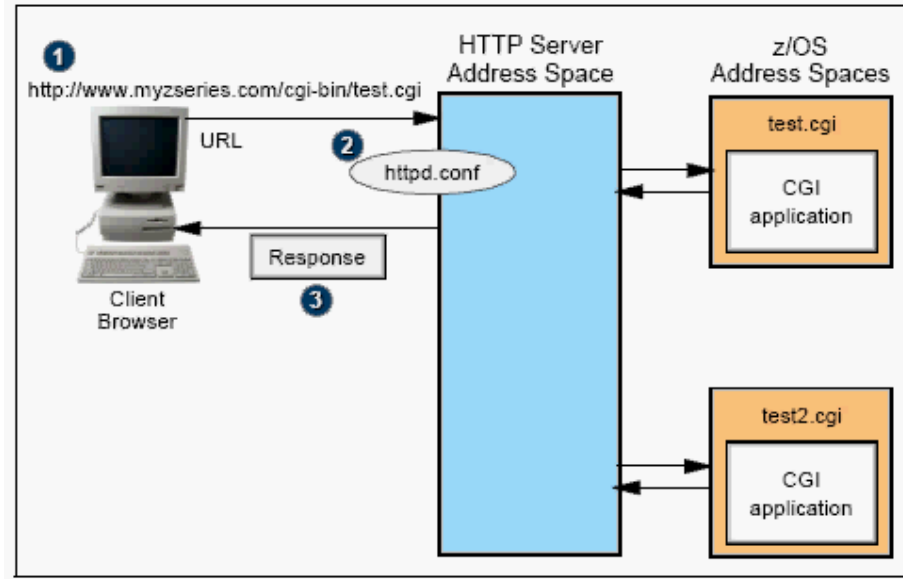 1
http://www.myzseries.com/cgi-bin/test.cgi
URL
2
httpd.conf
Response
3
Client
Browser
HTTP Server
Address Space
z/OS
Address Spaces
test.cgi
CGI
application
test2.cgi
CGI
application